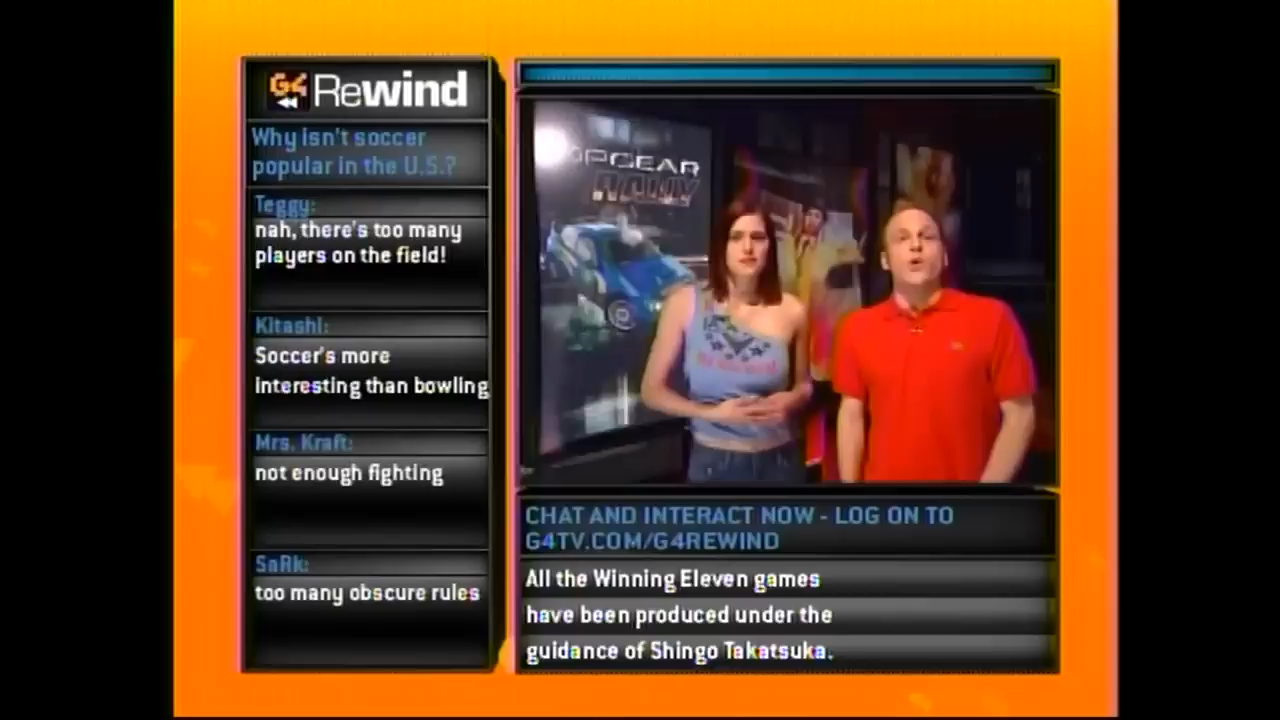 G4 Rewind
Why isn't soccer
popular in the U.S.?
Teggy:
nah, there's too many
players on the field!
Kitashi:
Soccer's more
interesting than bowling
Mrs. Kraft:
not enough fighting
SaRk:
too many obscure rules
OPGEAR
RALLY
CHAT AND INTERACT NOW - LOG ON TO
G4TV.COM/G4REWIND
All the Winning Eleven games
have been produced under the
guidance of Shingo Takatsuka.